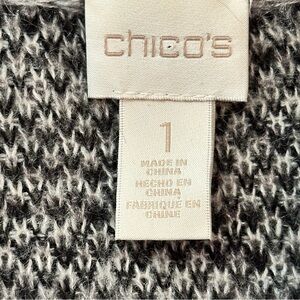 chico's
1
MADE IN
CHINA
HECHO EN
CHINA
FABRIQUE EN
CHINE